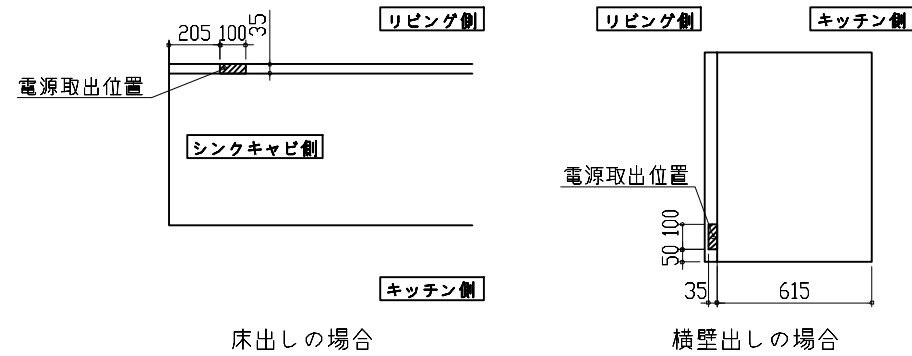 リビング側
205
100
35
電源取出位置
シンクキャビ側
キッチン側
床出しの場合
リビング側
キッチン側
電源取出位置
100
50
35
615
横壁出しの場合